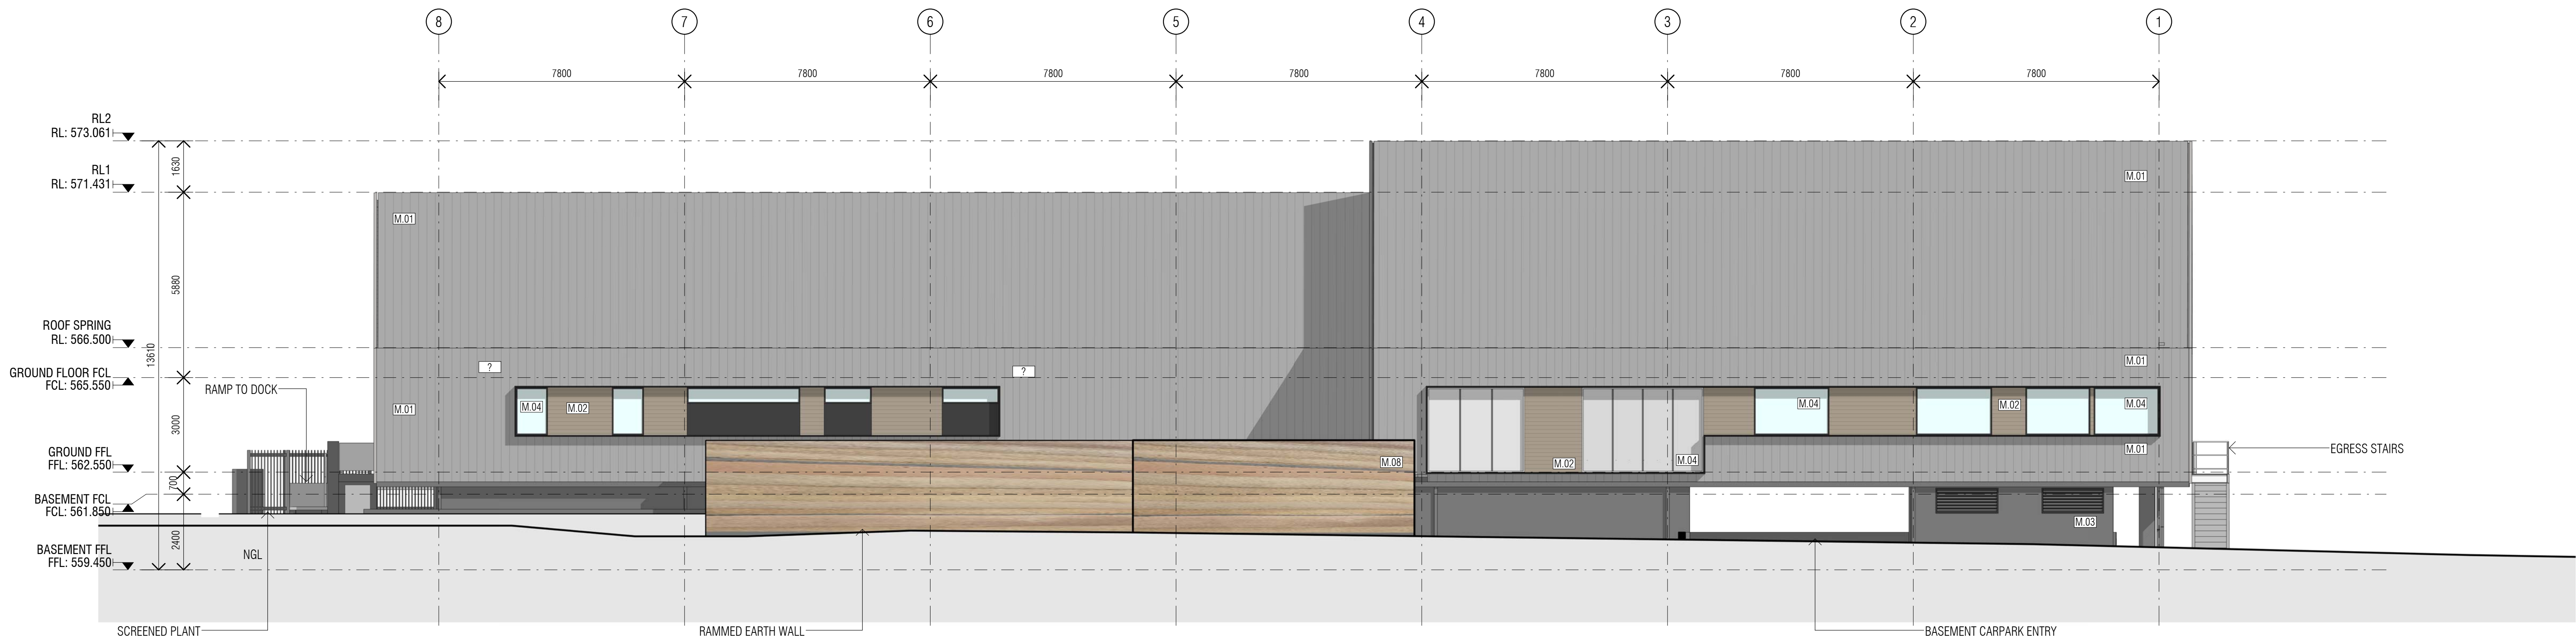 8
7
6
5
4
3
2
1
7800
7800
7800
7800
7800
7800
7800
RL2
RL: 573.061
RL1
RL: 571.431
ROOF SPRING
RL: 566.500
GROUND FLOOR FCL
FCL: 565.550
GROUND FFL
FFL: 562.550
BASEMENT FCL
FCL: 561.850
BASEMENT FFL
FFL: 559.450
13610
1630
5880
3000
700
2400
RAMP TO DOCK
M.01
M.01
?
?
M.01
M.01
M.04
M.02
M.04
M.02
M.04
M.08
M.02
M.04
M.01
M.03
EGRESS STAIRS
NGL
SCREENED PLANT
RAMMED EARTH WALL
BASEMENT CARPARK ENTRY